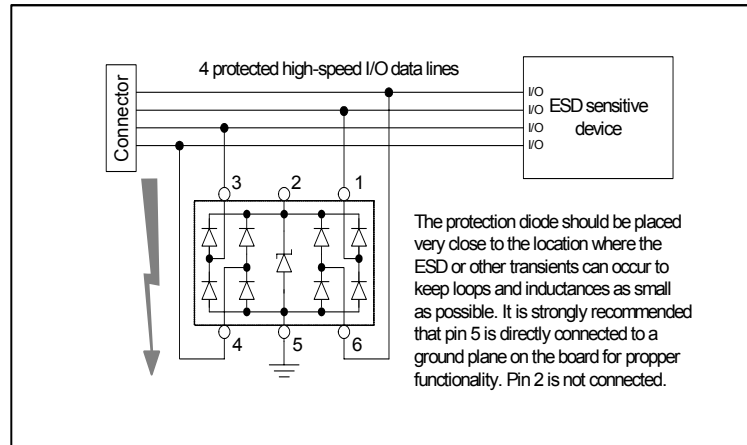 4 protected high-speed I/O data lines
Connector
I/O
I/O
I/O
I/O
ESD sensitive
device
3
2
1
4
5
6
The protection diode should be placed
very close to the location where the
ESD or other transients can occur to
keep loops and inductances as small
as possible. It is strongly recommended
that pin 5 is directly connected to a
ground plane on the board for propper
functionality. Pin 2 is not connected.